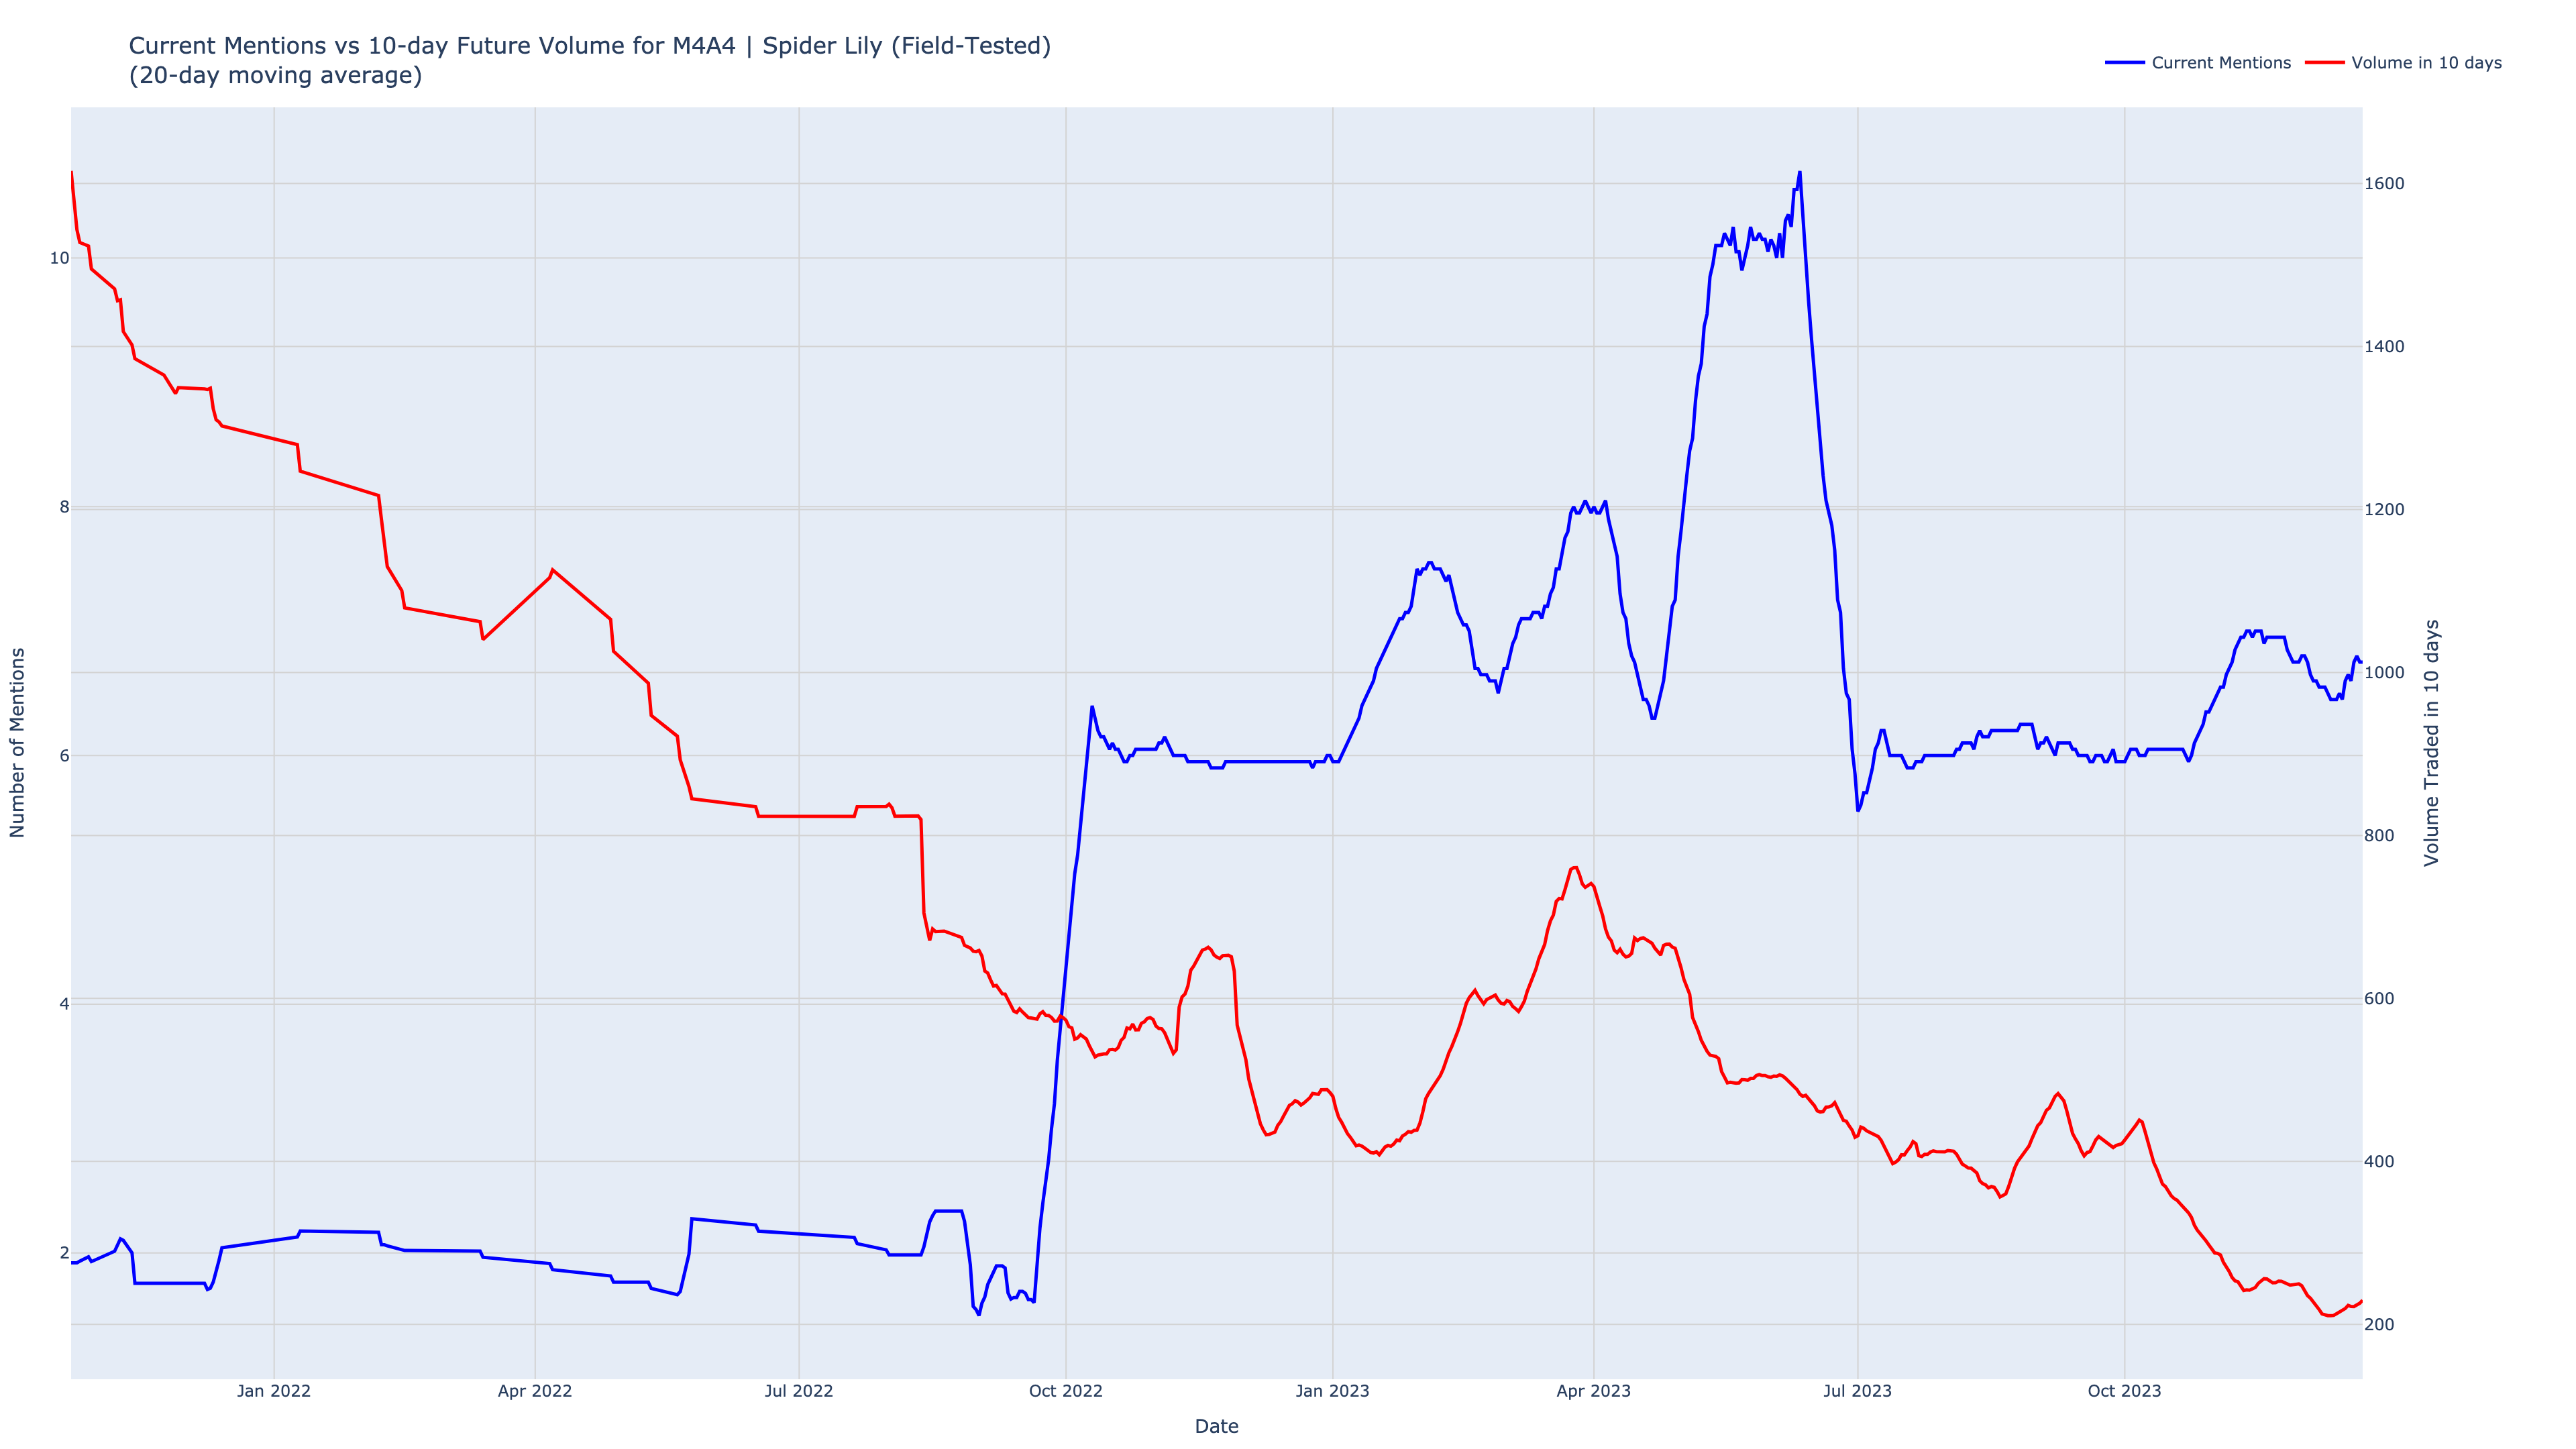 Current Mentions vs 10-day Future Volume for M4A4 | Spider Lily (Field-Tested)
(20-day moving average)
Current Mentions
Volume in 10 days
Number of Mentions
10
8
6
4
2
1600
1400
1200
1000
800
600
400
200
Volume Traded in 10 days
Jan 2022
Apr 2022
Jul 2022
Oct 2022
Jan 2023
Apr 2023
Jul 2023
Oct 2023
Date